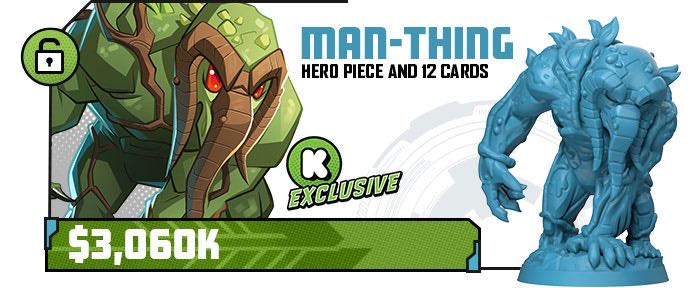 MAN-THING
HERO PIECE AND 12 CARDS
K
EXCLUSIVE
$3,060K